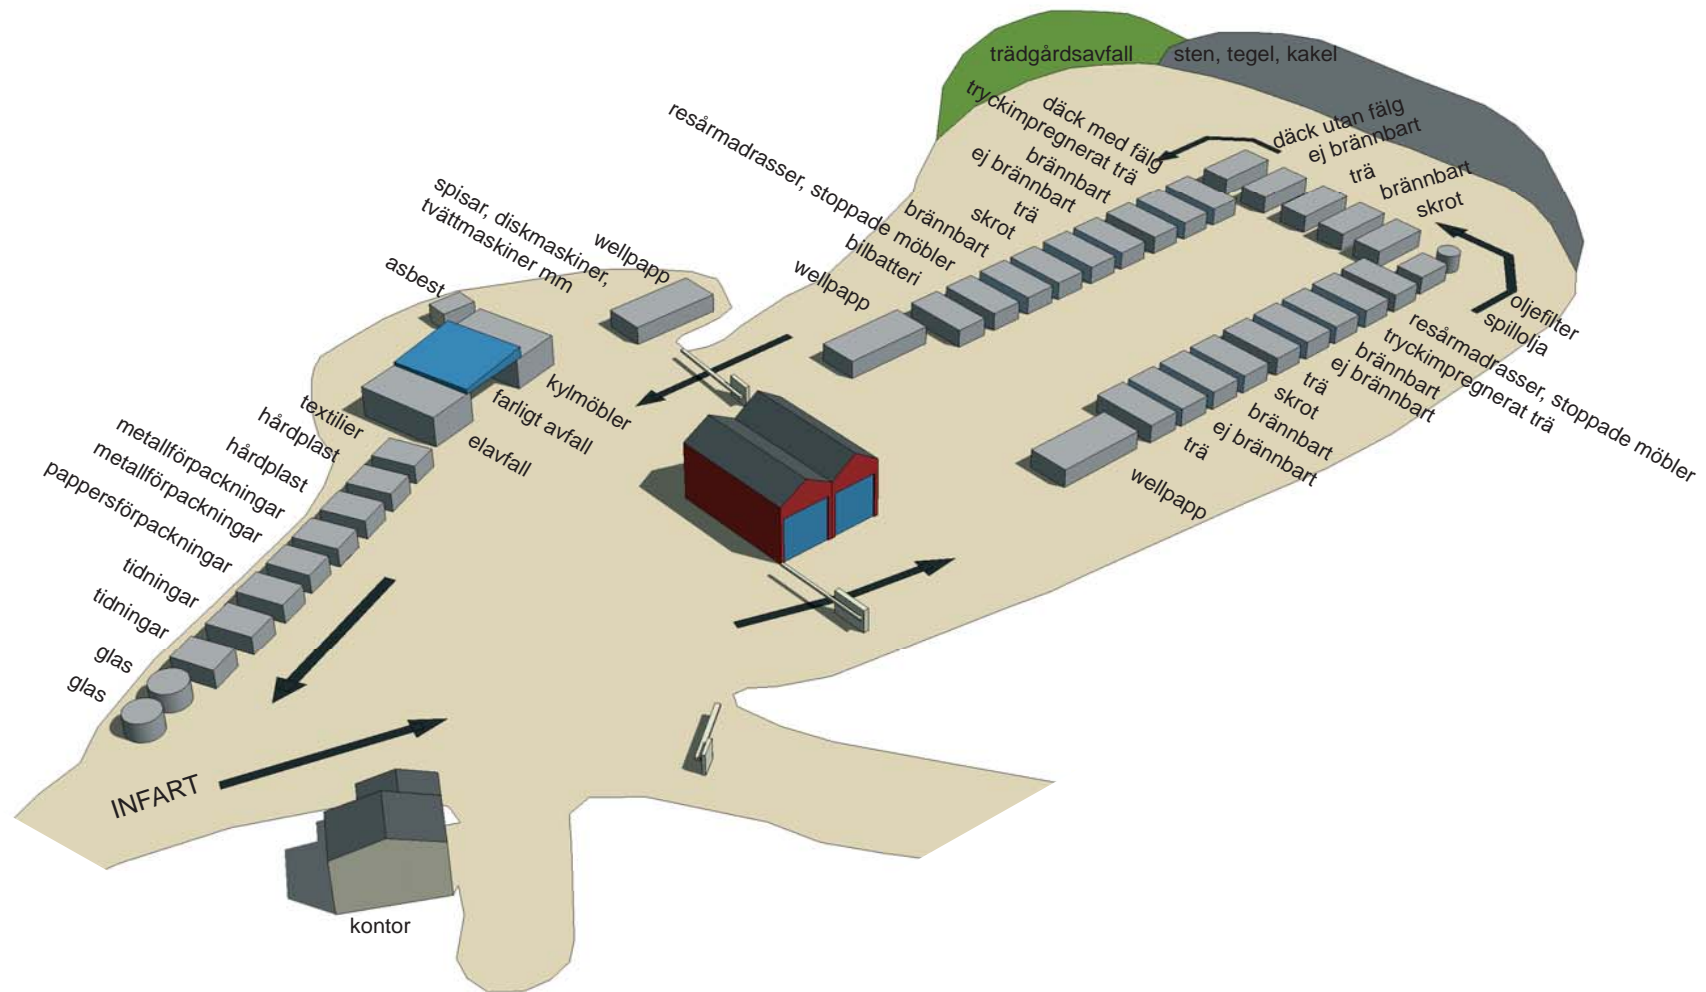 trädgårdsavfall
sten, tegel, kakel
däck utan fälg
ej brännbart
trä
brännbart
skrot
däck med fälg
tryckimpregnerat trä
brännbart
ej brännbart
trä
skrot
resårmadrasser, stoppade möbler
brännbart
bilbatteri
wellpapp
wellpapp
spisar, diskmaskiner,
tvättmaskiner mm
asbest
kylmöbler
farligt avfall
elavfall
textilier
hårdplast
hårdplast
metallförpackningar
metallförpackningar
pappersförpackningar
tidningar
tidningar
glas
glas
oljefilter
spillolja
resårmadrasser, stoppade möbler
tryckimpregnerat trä
brännbart
ej brännbart
trä
skrot
brännbart
ej brännbart
trä
wellpapp
INFART
kontor